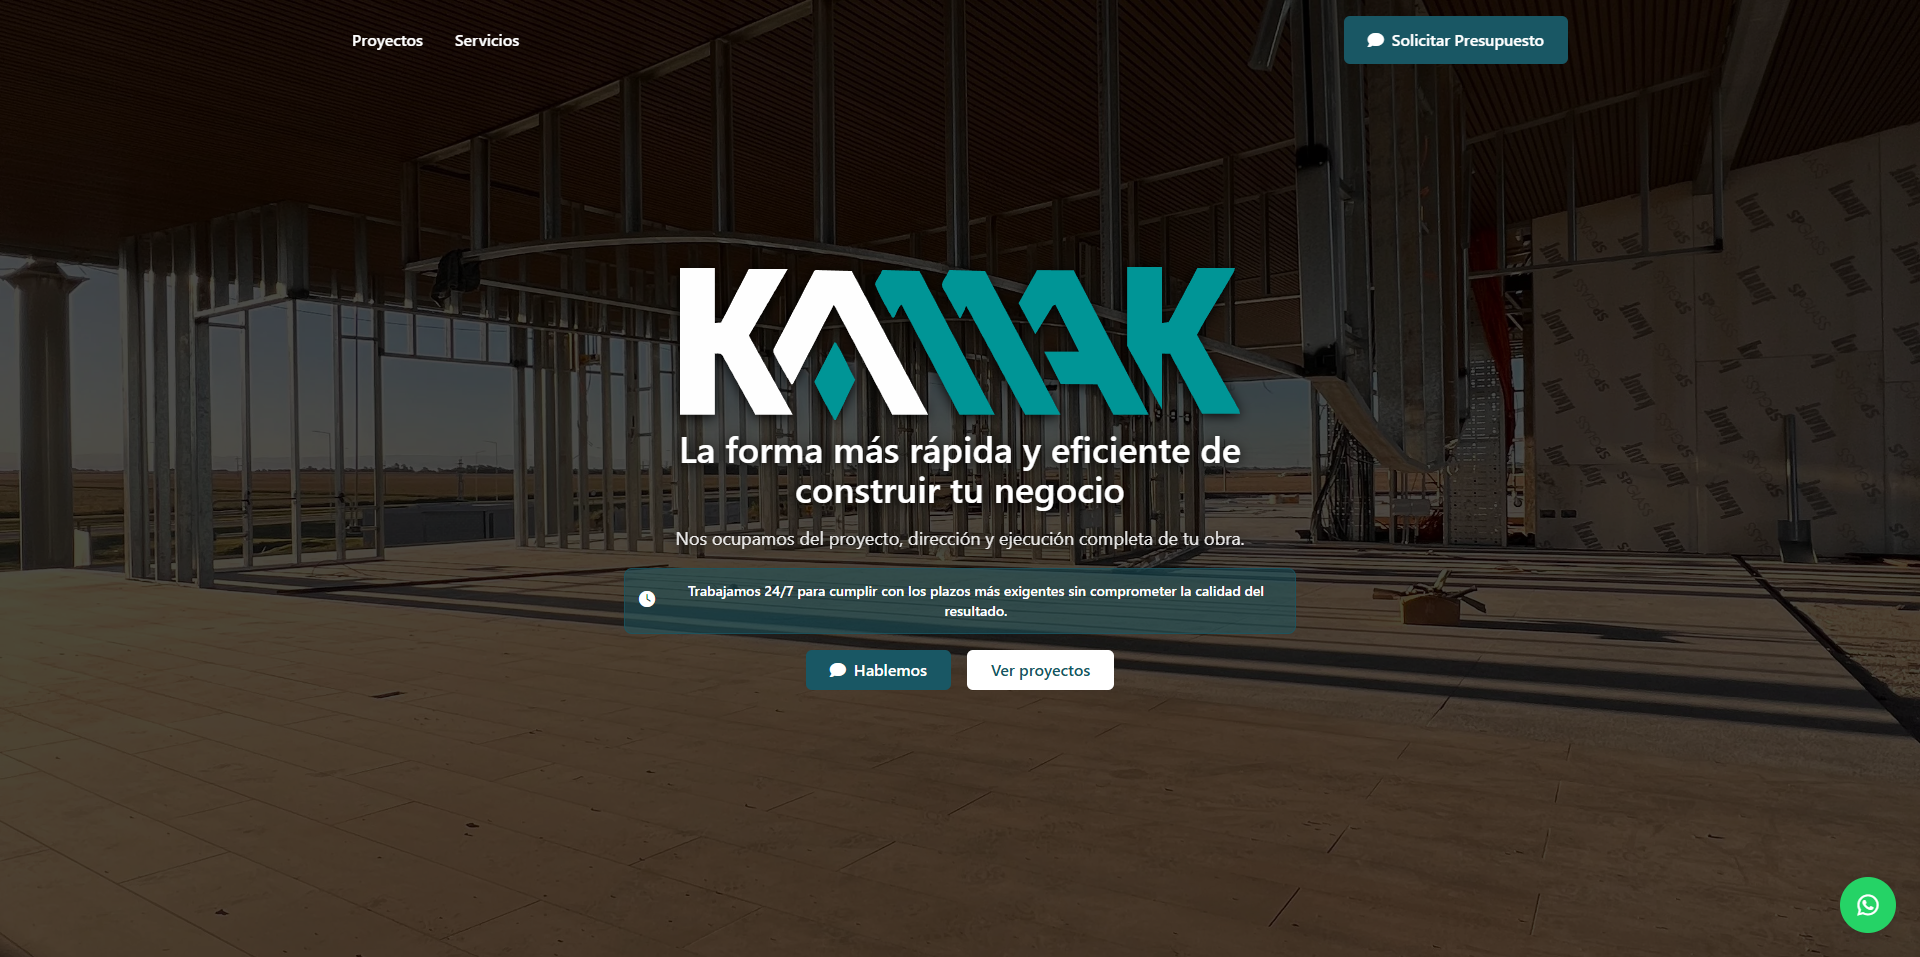 Proyectos
Servicios
Solicitar Presupuesto
KAMAK
La forma más rápida y eficiente de
construir tu negocio
Nos ocupamos del proyecto, dirección y ejecución completa de tu obra.
Trabajamos 24/7 para cumplir con los plazos más exigentes sin comprometer la calidad del
resultado.
Hablemos
Ver proyectos
knauf